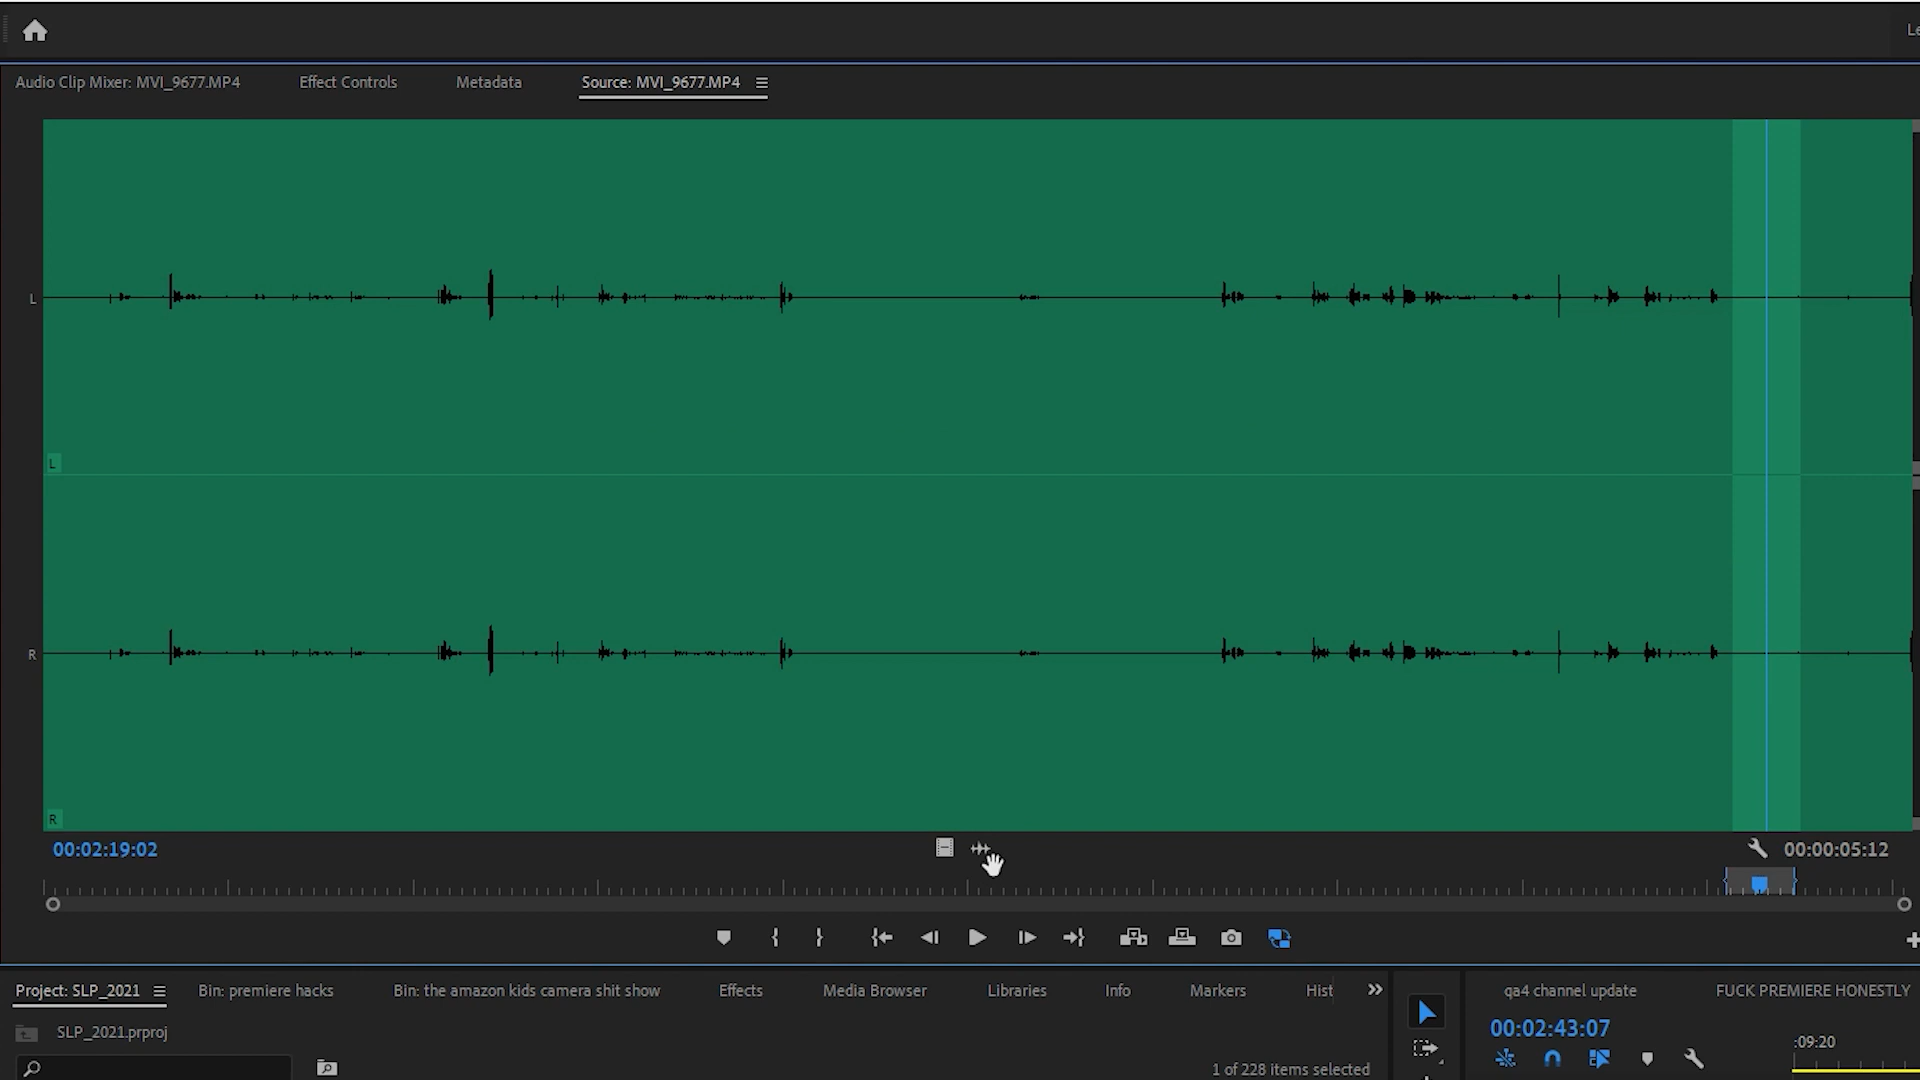 Le
Audio Clip Mixer: MVI_9677.MP4 Effect Controls Metadata Source: MVI_9677.MP4
L
L
R
R
00:02:19:02 00:00:05:12
Project: SLP_2021 Bin: premiere hacks Bin: the amazon kids camera shit show Effects Media Browser Libraries Info Markers Hist qa4 channel update FUCK PREMIERE HONESTLY
SLP_2021.prproj
00:02:43:07
:09:20
1 of 228 items selected